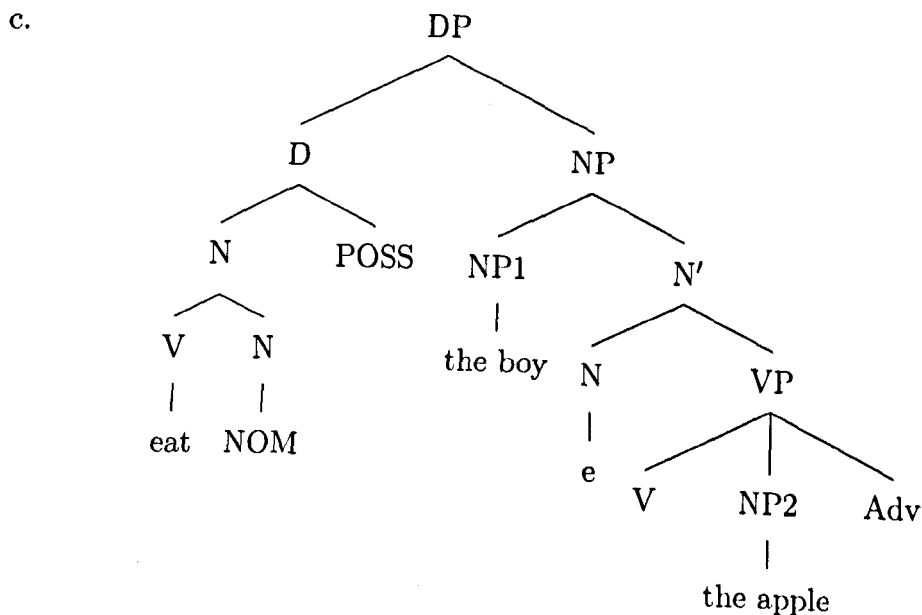 c.
DP
D NP
N POSS NP1 N′
V N the boy N VP
eat NOM e V NP2 Adv
the apple